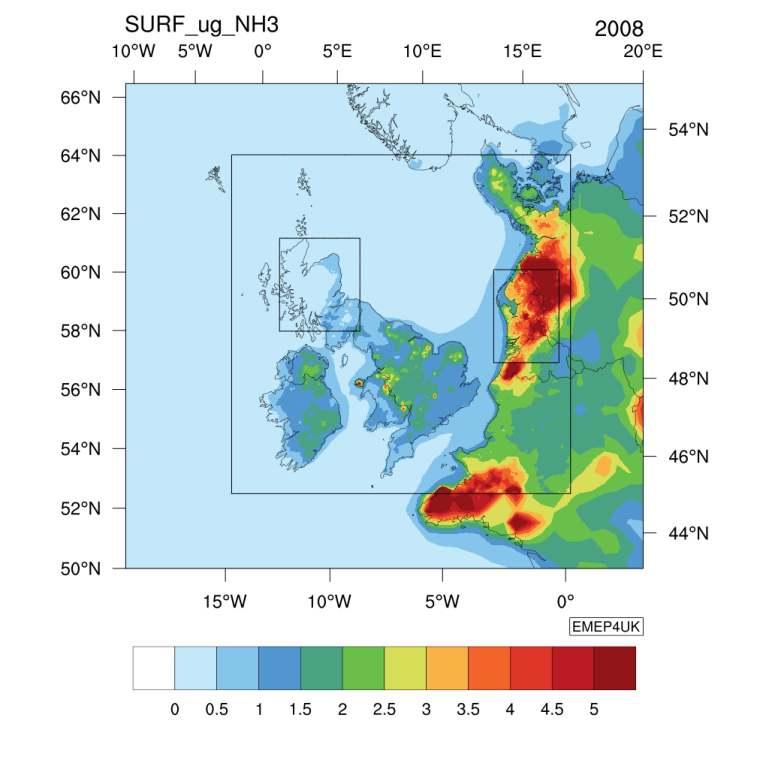 SURF_ug_NH3 2008
10°W 5°W 0° 5°E 10°E 15°E 20°E
66°N 54°N
64°N
62°N 52°N
60°N 50°N
58°N
56°N 48°N
54°N 46°N
52°N 44°N
50°N
15°W 10°W 5°W 0°
EMEP4UK
0 0.5 1 1.5 2 2.5 3 3.5 4 4.5 5